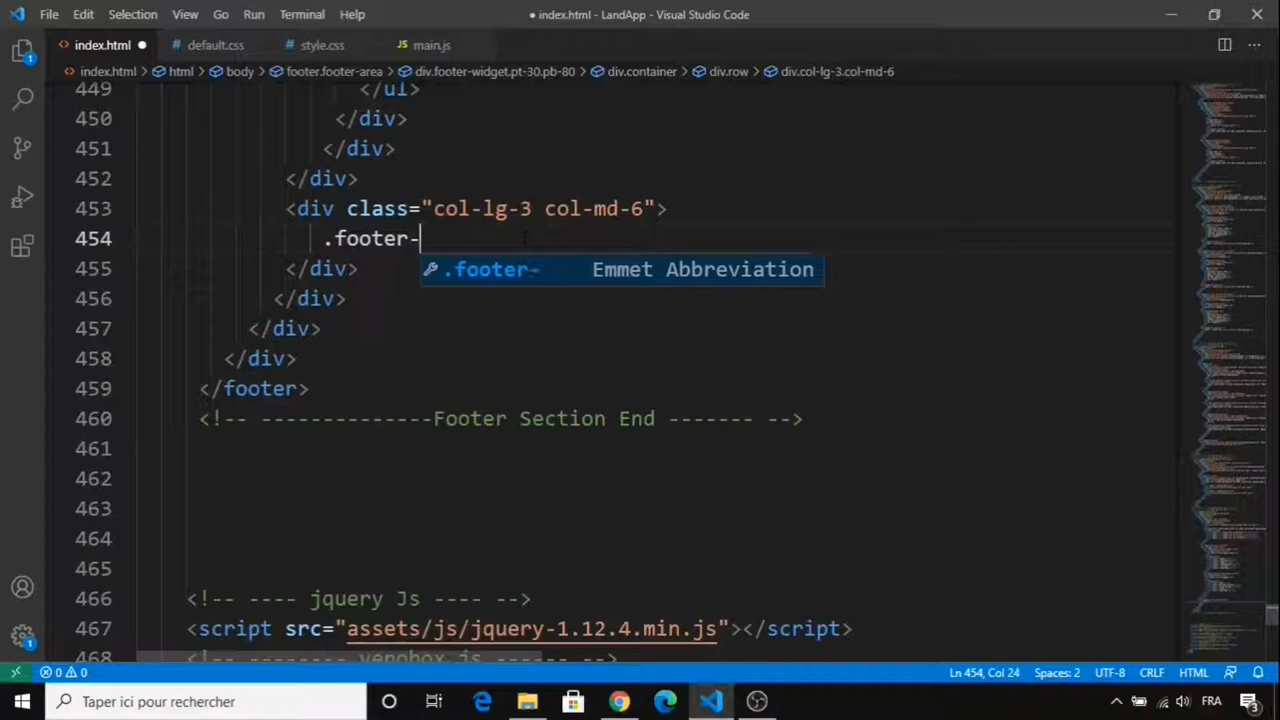 File Edit Selection View Go Run Terminal Help
● index.html - LandApp - Visual Studio Code
index.html ● # default.css # style.css JS main.js
index.html > html > body > footer.footer-area > div.footer-widget.pt-30.pb-80 > div.container > div.row > div.col-lg-3.col-md-6
449 </ul>
450 </div>
451 </div>
452 </div>
453 <div class="col-lg-3 col-md-6">
454 .footer-
.footer- Emmet Abbreviation
455 </div>
456 </div>
457 </div>
458 </div>
459 </footer>
460 <!-- --------------Footer Section End ------- -->
461
462
463
464
465
466 <!-- ---- jquery Js ---- -->
467 <script src="assets/js/jquery-1.12.4.min.js"></script>
468 <!-- -------- venobox js ------ -->
1
1
0 0 Ln 454, Col 24 Spaces: 2 UTF-8 CRLF HTML
Taper ici pour rechercher
FRA
3